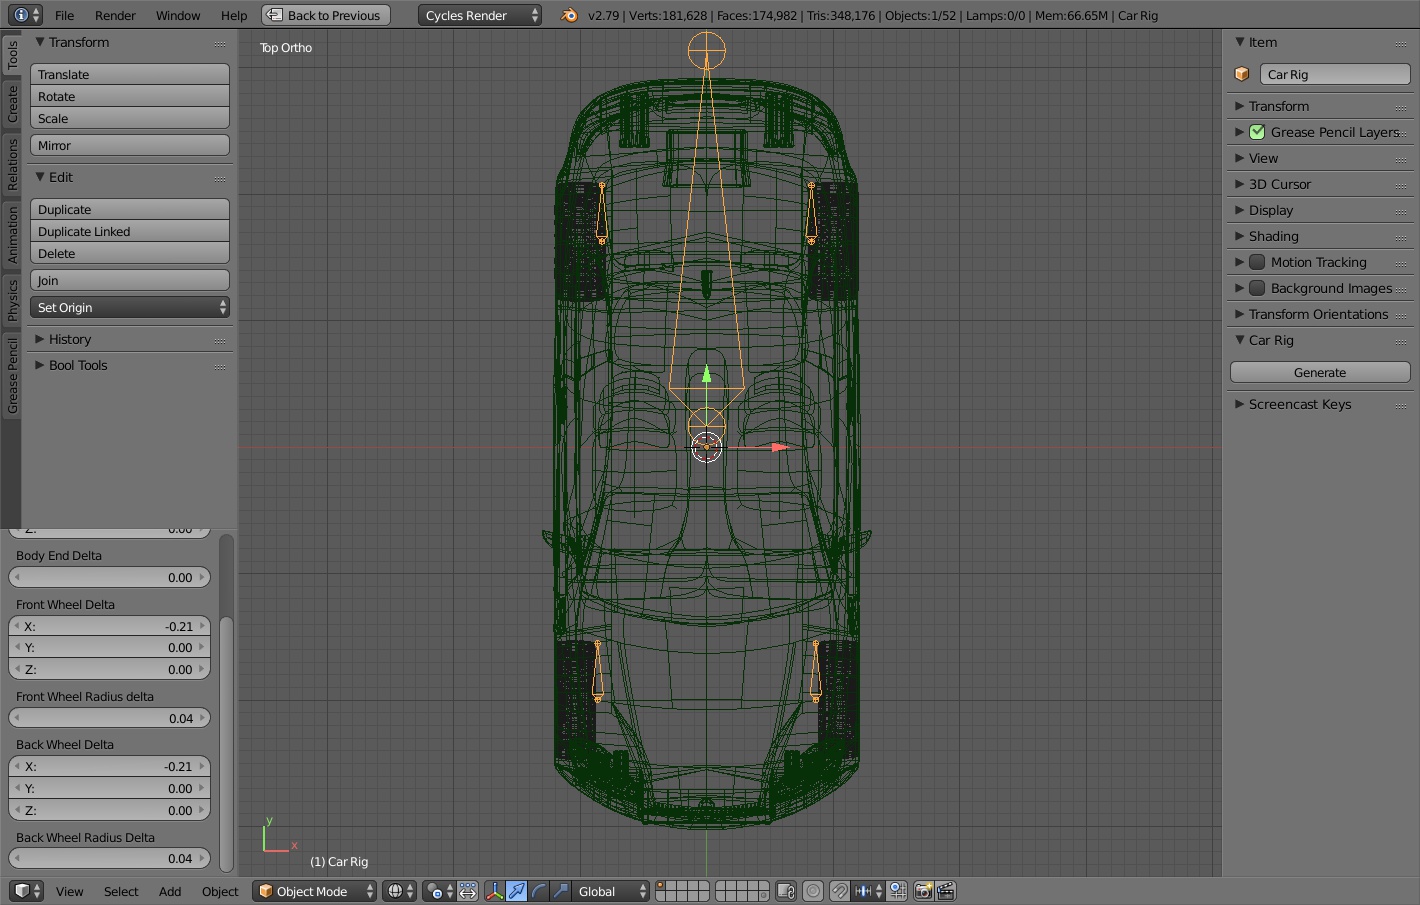 File Render Window Help Back to Previous Cycles Render v2.79 | Verts:181,628 | Faces:174,982 | Tris:348,176 | Objects:1/52 | Lamps:0/0 | Mem:66.65M | Car Rig
Tools
Create
Relations
Animation
Physics
Grease Pencil
Transform
Translate
Rotate
Scale
Mirror
Edit
Duplicate
Duplicate Linked
Delete
Join
Set Origin
History
Bool Tools
Z: 0.00
Body End Delta
0.00
Front Wheel Delta
X: -0.21
Y: 0.00
Z: 0.00
Front Wheel Radius delta
0.04
Back Wheel Delta
X: -0.21
Y: 0.00
Z: 0.00
Back Wheel Radius Delta
0.04
Top Ortho
y
x
(1) Car Rig
Item
Car Rig
Transform
Grease Pencil Layers
View
3D Cursor
Display
Shading
Motion Tracking
Background Images
Transform Orientations
Car Rig
Generate
Screencast Keys
View Select Add Object Object Mode Global